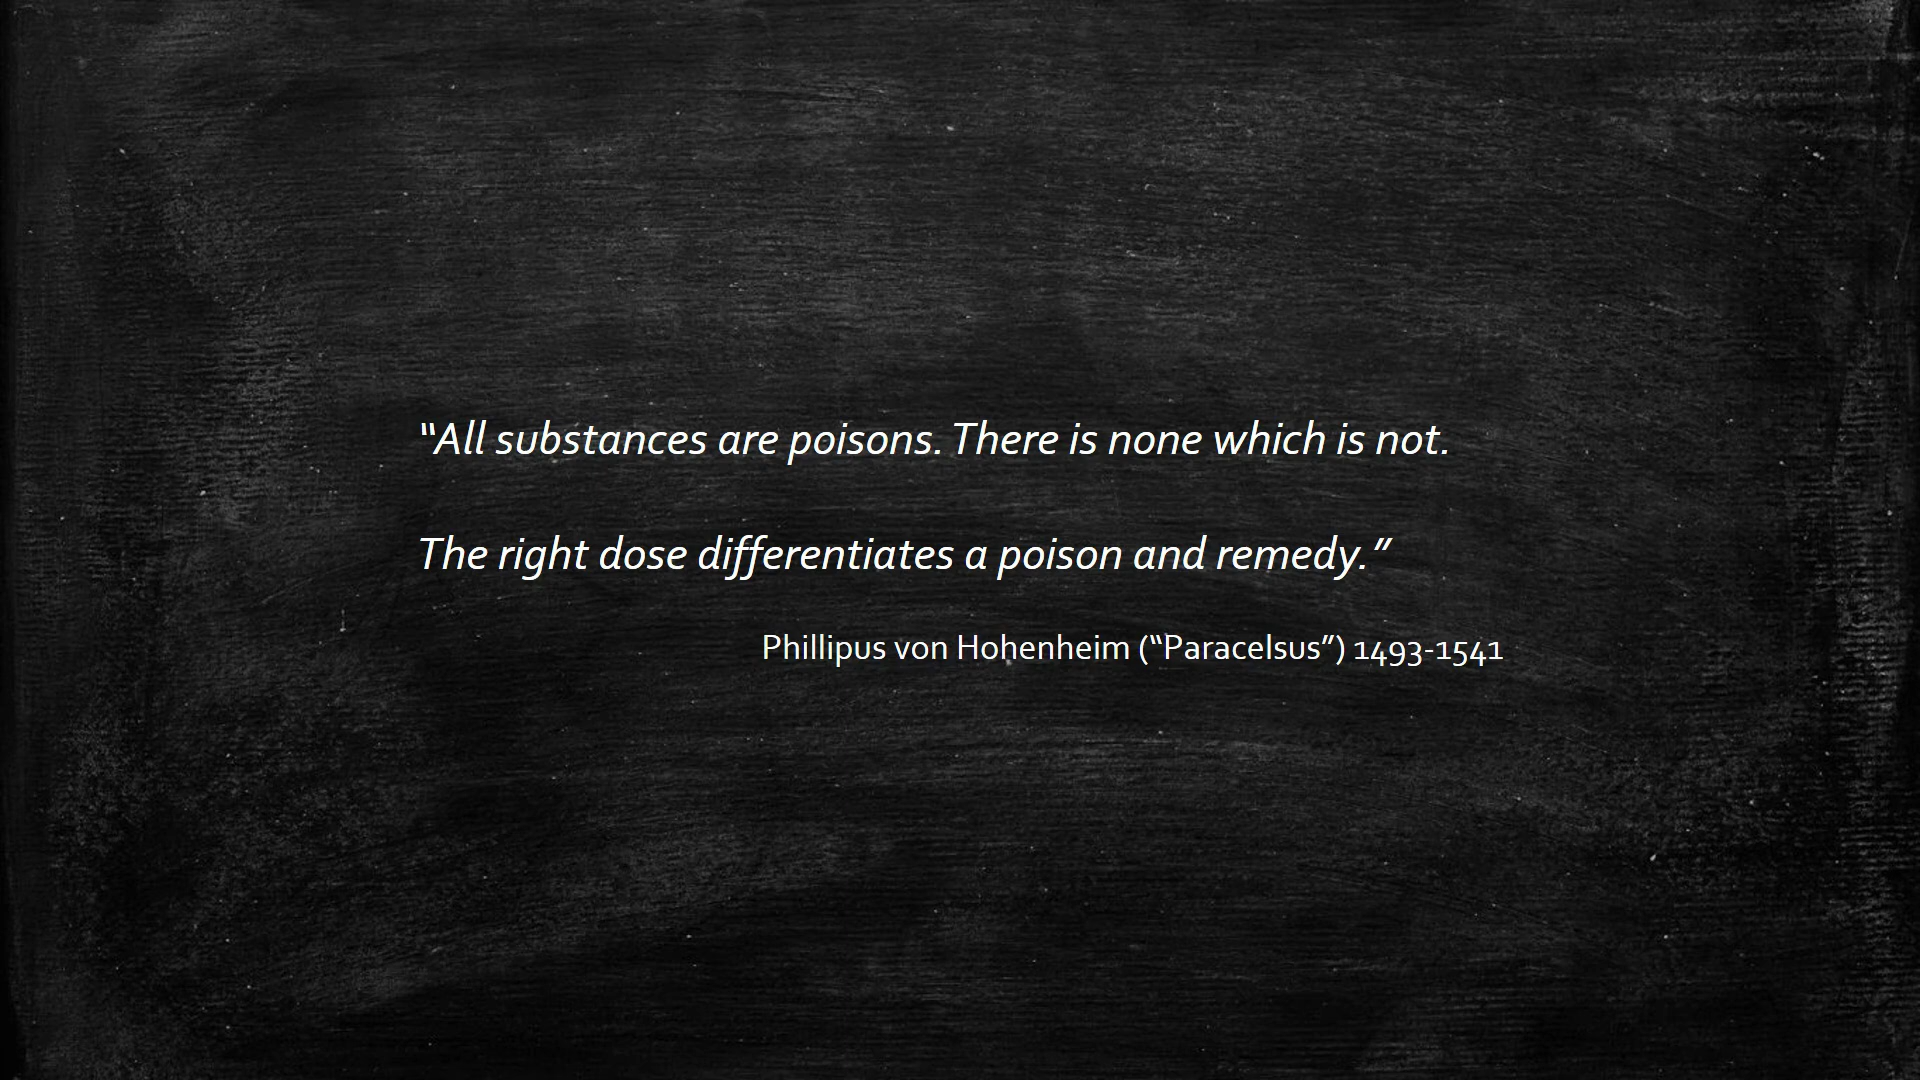 “All substances are poisons. There is none which is not.
The right dose differentiates a poison and remedy.”
Phillipus von Hohenheim (“Paracelsus”) 1493-1541